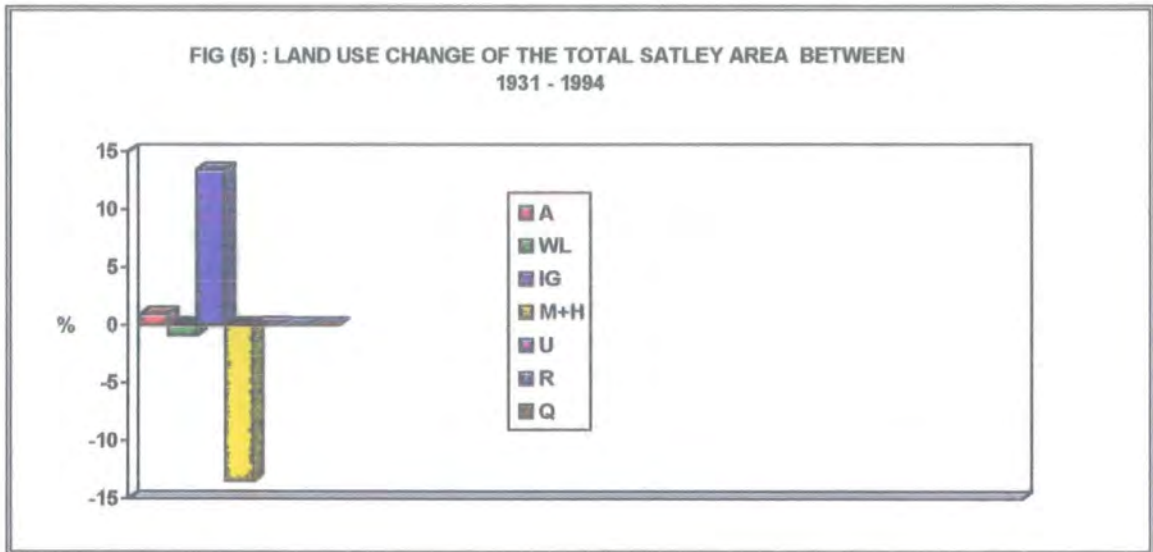 FIG (5) : LAND USE CHANGE OF THE TOTAL SATLEY AREA BETWEEN
1931 - 1994
15
10
5
% 0
-5
-10
-15
A
WL
IG
M+H
U
R
Q